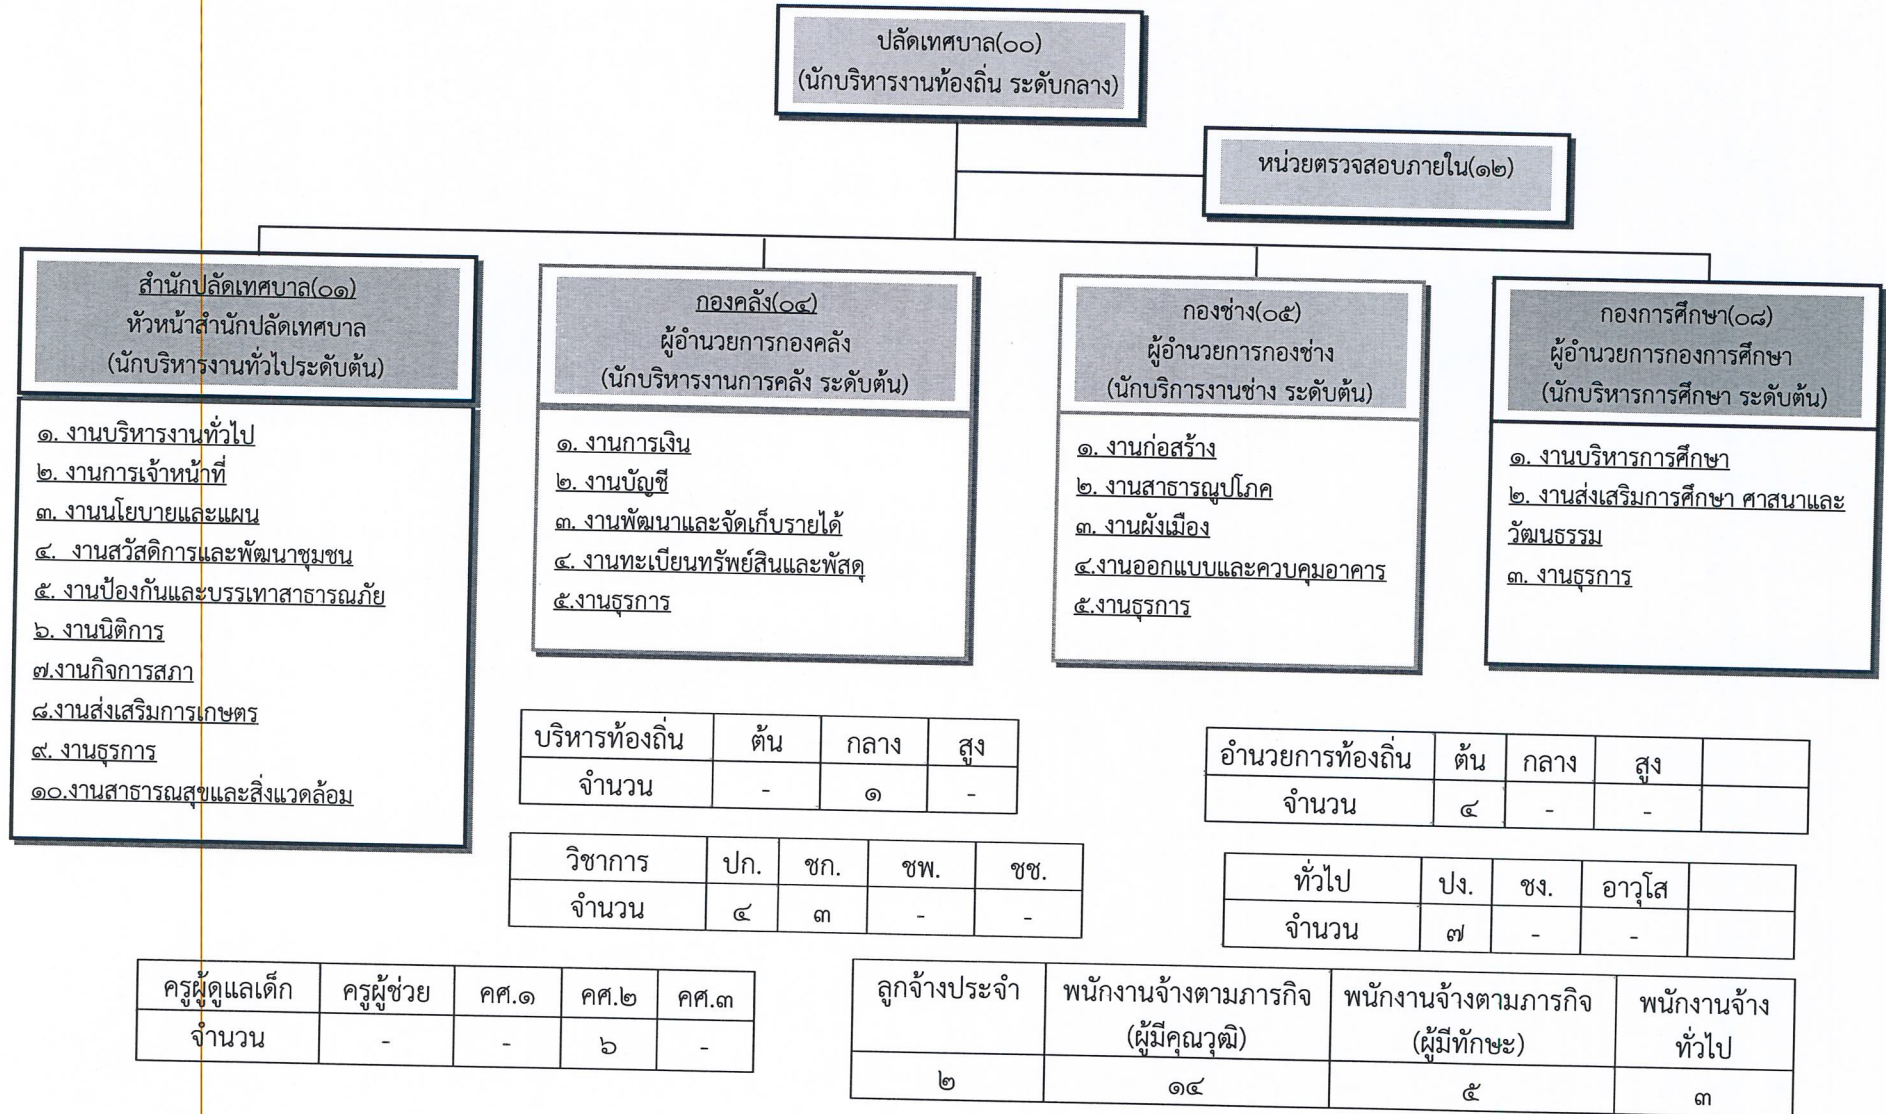 ปลัดเทศบาล(๐๐)
(นักบริหารงานท้องถิ่น ระดับกลาง)
หน่วยตรวจสอบภายใน(๑๒)
สำนักปลัดเทศบาล(๐๑)
หัวหน้าสำนักปลัดเทศบาล
(นักบริหารงานทั่วไประดับต้น)
๑. งานบริหารงานทั่วไป
๒. งานการเจ้าหน้าที่
๓. งานนโยบายและแผน
๔. งานสวัสดิการและพัฒนาชุมชน
๕. งานป้องกันและบรรเทาสาธารณภัย
๖. งานนิติการ
๗.งานกิจการสภา
๘.งานส่งเสริมการเกษตร
๙. งานธุรการ
๑๐.งานสาธารณสุขและสิ่งแวดล้อม
กองคลัง(๐๔)
ผู้อำนวยการกองคลัง
(นักบริหารงานการคลัง ระดับต้น)
๑. งานการเงิน
๒. งานบัญชี
๓. งานพัฒนาและจัดเก็บรายได้
๔. งานทะเบียนทรัพย์สินและพัสดุ
๕.งานธุรการ
กองช่าง(๐๕)
ผู้อำนวยการกองช่าง
(นักบริการงานช่าง ระดับต้น)
๑. งานก่อสร้าง
๒. งานสาธารณูปโภค
๓. งานผังเมือง
๔.งานออกแบบและควบคุมอาคาร
๕.งานธุรการ
กองการศึกษา(๐๘)
ผู้อำนวยการกองการศึกษา
(นักบริหารการศึกษา ระดับต้น)
๑. งานบริหารการศึกษา
๒. งานส่งเสริมการศึกษา ศาสนาและ
วัฒนธรรม
๓. งานธุรการ
บริหารท้องถิ่น ต้น กลาง สูง
จำนวน - ๑ -
อำนวยการท้องถิ่น ต้น กลาง สูง
จำนวน ๔ - -
วิชาการ ปก. ชก. ชพ. ชช.
จำนวน ๔ ๓ - -
ทั่วไป ปง. ชง. อาวุโส
จำนวน ๗ - -
ครูผู้ดูแลเด็ก ครูผู้ช่วย คศ.๑ คศ.๒ คศ.๓
จำนวน - - ๖ -
ลูกจ้างประจำ พนักงานจ้างตามภารกิจ พนักงานจ้างตามภารกิจ พนักงานจ้าง
(ผู้มีคุณวุฒิ) (ผู้มีทักษะ) ทั่วไป
๒ ๑๔ ๕ ๓